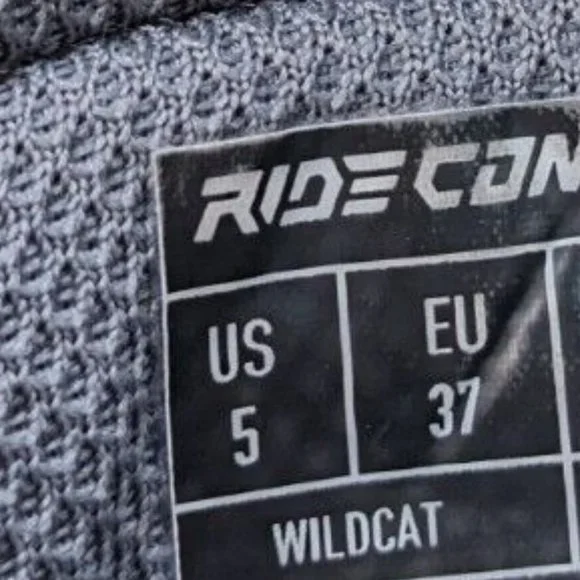 RIDE CON
US EU
5 37
WILDCAT